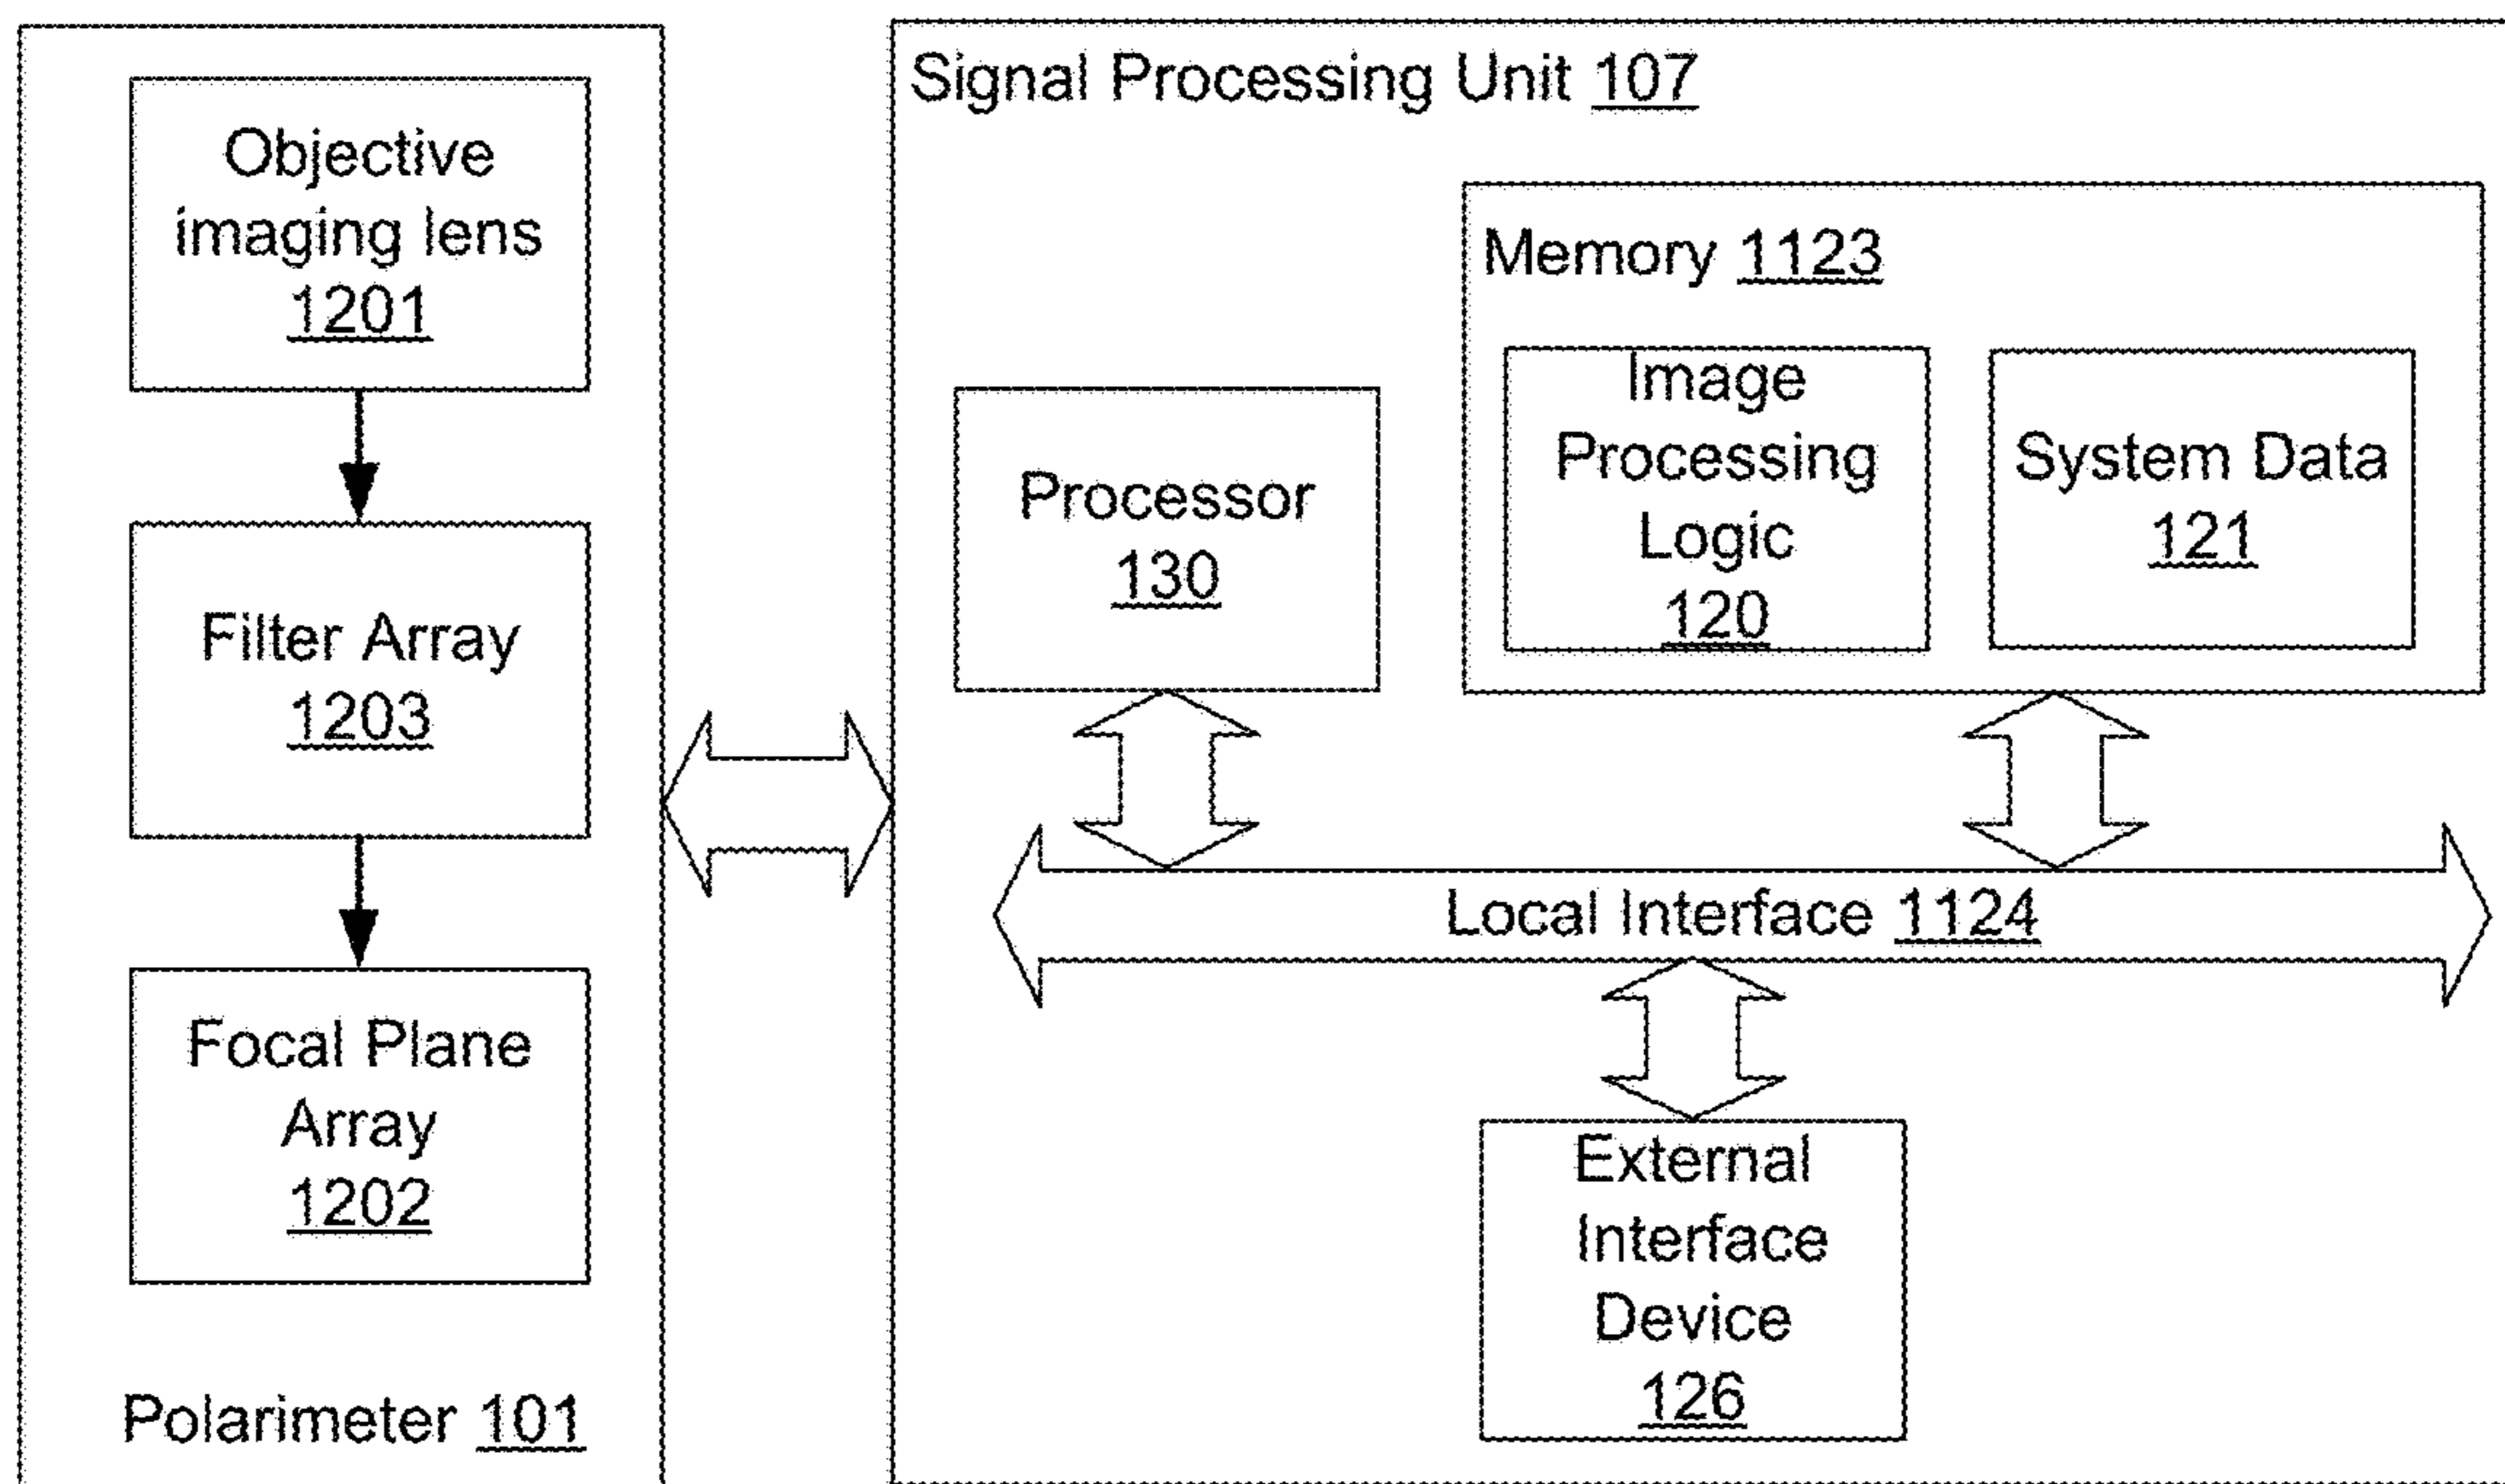 Objective
imaging lens
1201
Filter Array
1203
Focal Plane
Array
1202
Polarimeter 101
Signal Processing Unit 107
Memory 1123
Image
Processing
Logic
120
System Data
121
Processor
130
Local Interface 1124
External
Interface
Device
126